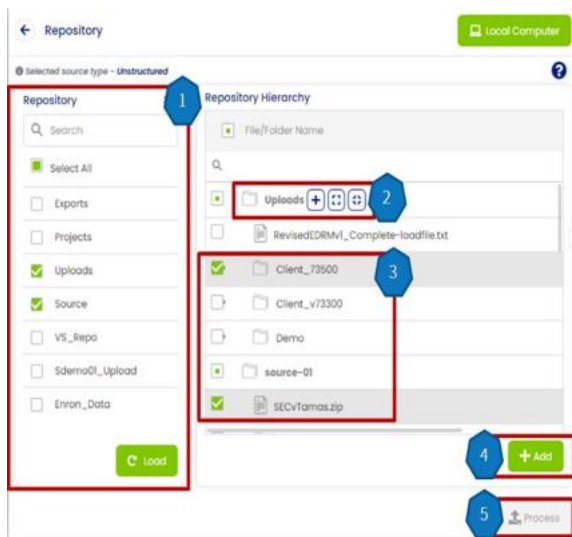 Repository
Local Computer
Selected source type - Unstructured
?
Repository
1
Search
Select All
Exports
Projects
Uploads
Source
VS_Repo
Sdemo01_Upload
Enron_Data
Load
Repository Hierarchy
File/Folder Name
Uploads
2
RevisedEDRMv1_Complete-loadfile.txt
Client_73500
3
Client_v73300
Demo
source-01
SECvTamas.zip
4
+ Add
5
Process